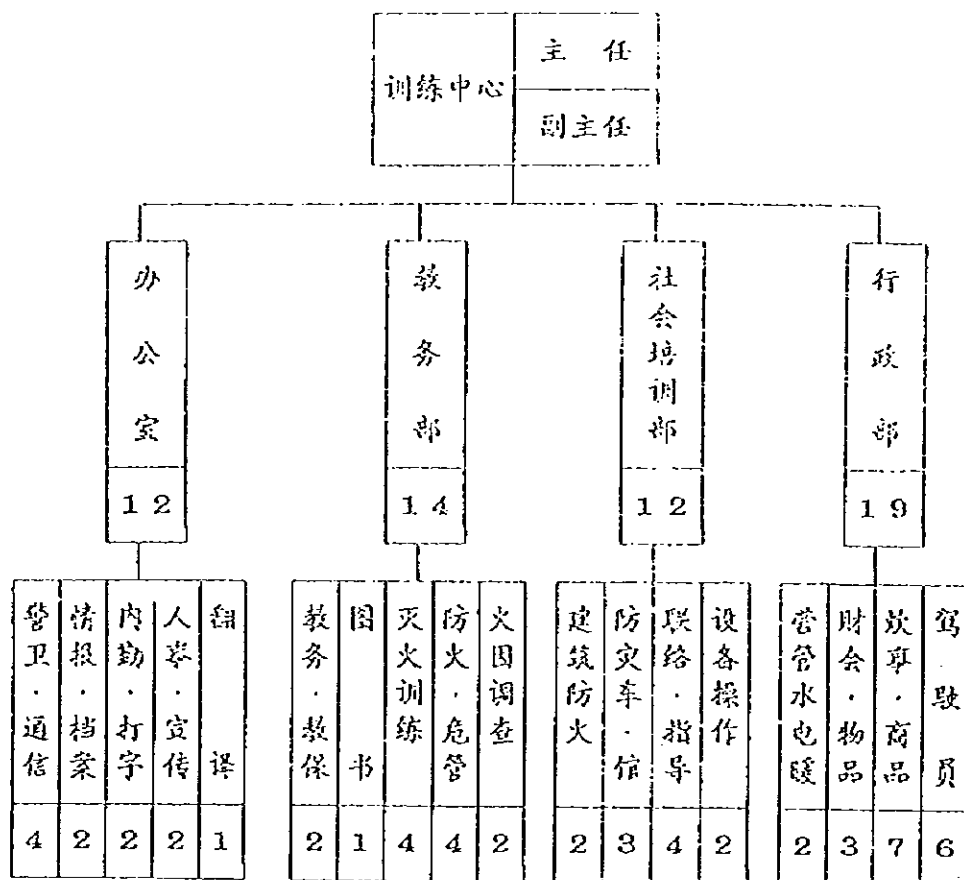 训练中心
主任
副主任
办公室
12
教务部
14
社会培训部
12
行政部
19
警卫·通信
4
情报·档案
2
内勤·打字
2
人事·宣传
2
翻译
1
教务·教保
2
图书
1
灭火训练
4
防火·危管
4
火因调查
2
建筑防火
2
防灾车·馆
3
联络·指导
4
设备操作
2
营管水电暖
2
财会·物品
3
炊事·商品
7
驾驶员
6